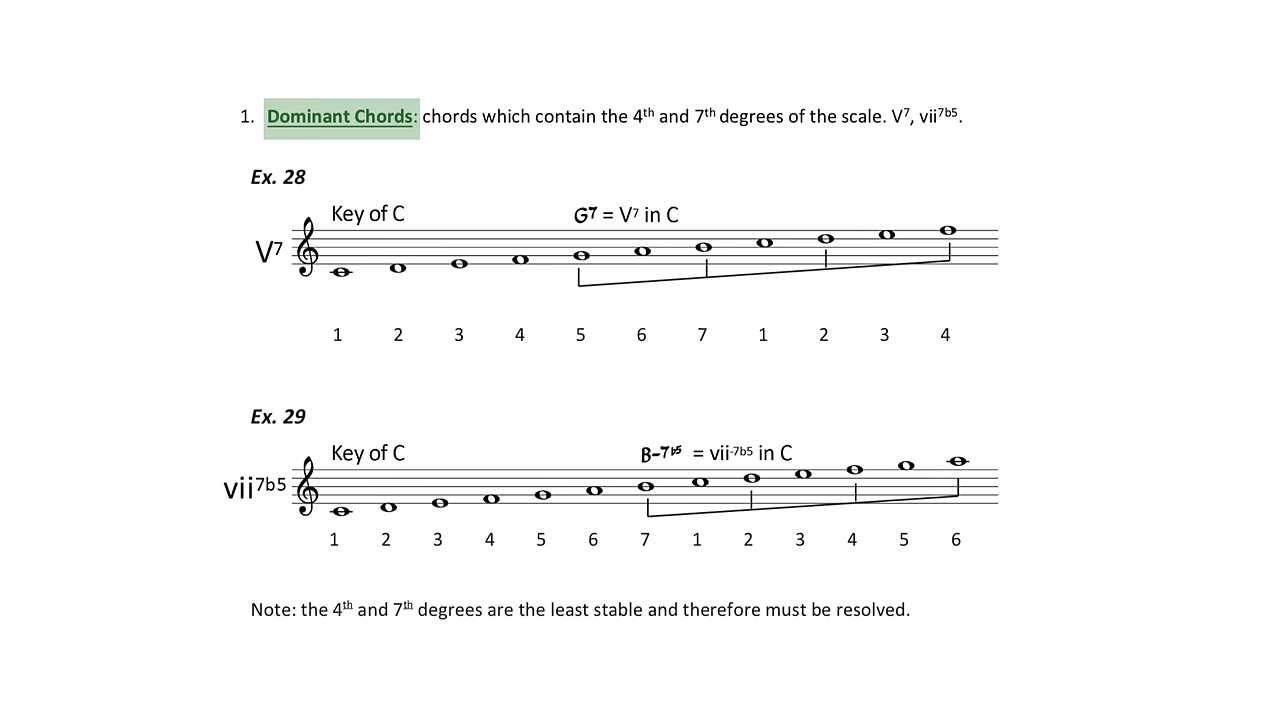 1. Dominant Chords: chords which contain the 4th and 7th degrees of the scale. V7, vii7b5.
Ex. 28
Key of C G7 = V7 in C
V7
1 2 3 4 5 6 7 1 2 3 4
Ex. 29
Key of C B-7b5 = vii-7b5 in C
vii7b5
1 2 3 4 5 6 7 1 2 3 4 5 6
Note: the 4th and 7th degrees are the least stable and therefore must be resolved.